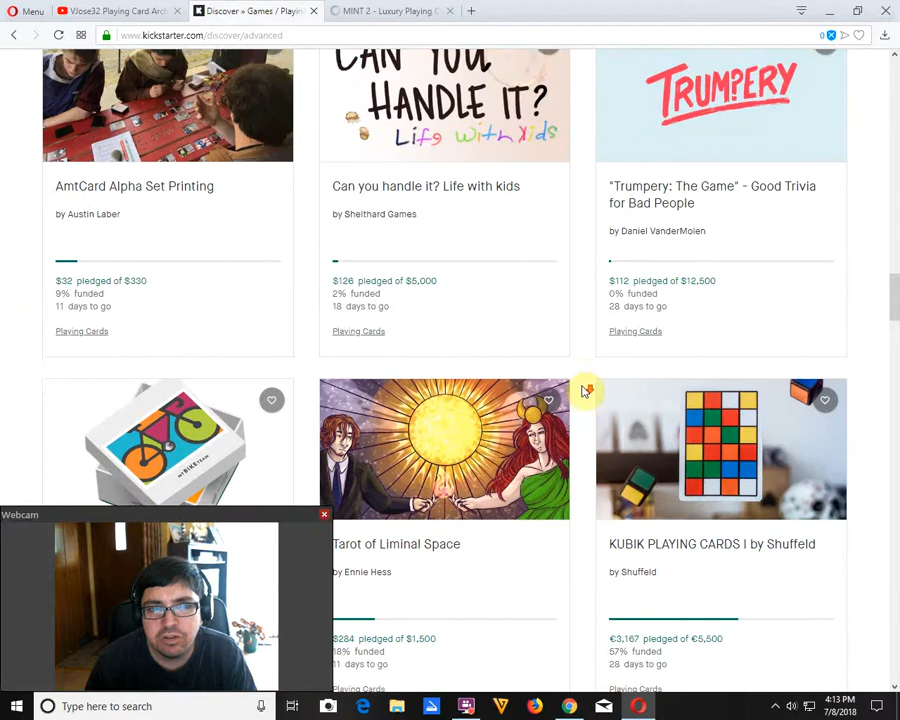 Menu
VJose32 Playing Card Arch
Discover » Games / Playin
MINT 2 - Luxury Playing C
www.kickstarter.com/discover/advanced
0
CAN YOU
HANDLE IT?
Life with kids
TRUMPERY
AmtCard Alpha Set Printing
by Austin Laber
$32 pledged of $330
9% funded
11 days to go
Playing Cards
Can you handle it? Life with kids
by Shelthard Games
$126 pledged of $5,000
2% funded
18 days to go
Playing Cards
"Trumpery: The Game" - Good Trivia
for Bad People
by Daniel VanderMolen
$112 pledged of $12,500
0% funded
28 days to go
Playing Cards
MYBIKETEAM
Webcam
Tarot of Liminal Space
by Ennie Hess
$284 pledged of $1,500
18% funded
11 days to go
Playing Cards
KUBIK PLAYING CARDS | by Shuffeld
by Shuffeld
€3,167 pledged of €5,500
57% funded
28 days to go
Playing Cards
Type here to search
4:13 PM
7/8/2018